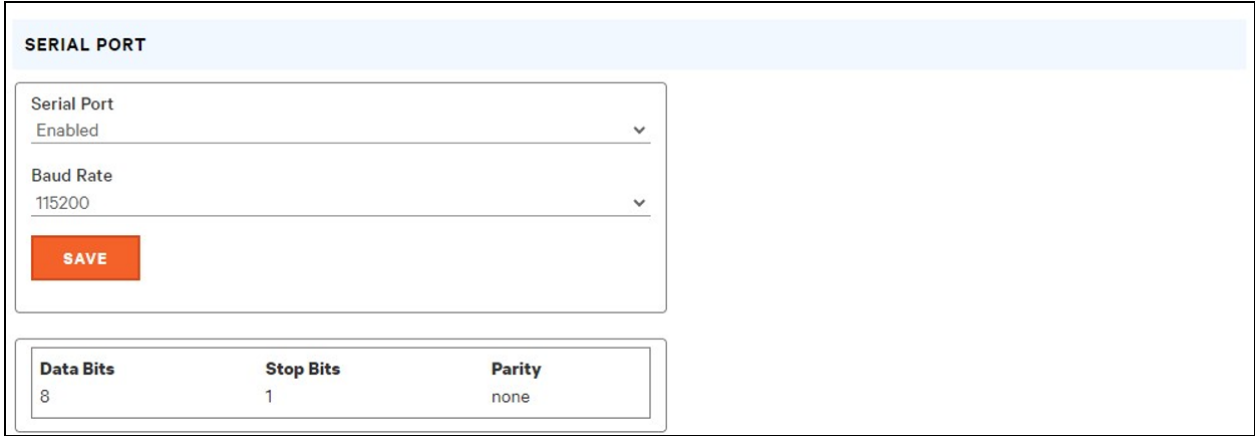 SERIAL PORT
Serial Port
Enabled
Baud Rate
115200
SAVE
Data Bits Stop Bits Parity
8 1 none